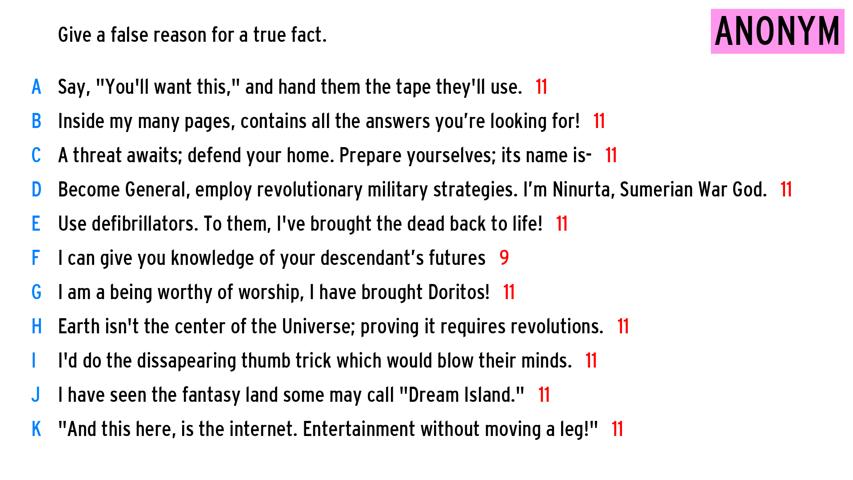 Give a false reason for a true fact.
ANONYM
A Say, "You'll want this," and hand them the tape they'll use. 11
B Inside my many pages, contains all the answers you're looking for! 11
C A threat awaits; defend your home. Prepare yourselves; its name is- 11
D Become General, employ revolutionary military strategies. I'm Ninurta, Sumerian War God. 11
E Use defibrillators. To them, I've brought the dead back to life! 11
F I can give you knowledge of your descendant's futures 9
G I am a being worthy of worship, I have brought Doritos! 11
H Earth isn't the center of the Universe; proving it requires revolutions. 11
I I'd do the dissapearing thumb trick which would blow their minds. 11
J I have seen the fantasy land some may call "Dream Island." 11
K "And this here, is the internet. Entertainment without moving a leg!" 11